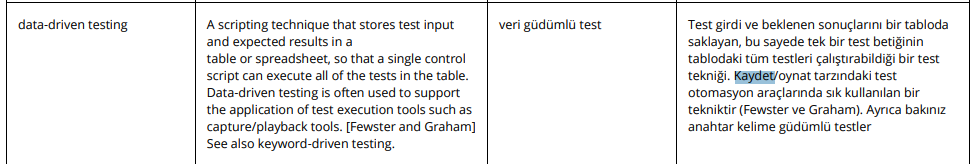 data-driven testing
A scripting technique that stores test input
and expected results in a
table or spreadsheet, so that a single control
script can execute all of the tests in the table.
Data-driven testing is often used to support
the application of test execution tools such as
capture/playback tools. [Fewster and Graham]
See also keyword-driven testing.
veri güdümlü test
Test girdi ve beklenen sonuçlarını bir tabloda
saklayan, bu sayede tek bir test betiğinin
tablodaki tüm testleri çalıştırabildiği bir test
tekniği. Kaydet/oynat tarzındaki test
otomasyon araçlarında sık kullanılan bir
tekniktir (Fewster ve Graham). Ayrıca bakınız
anahtar kelime güdümlü testler